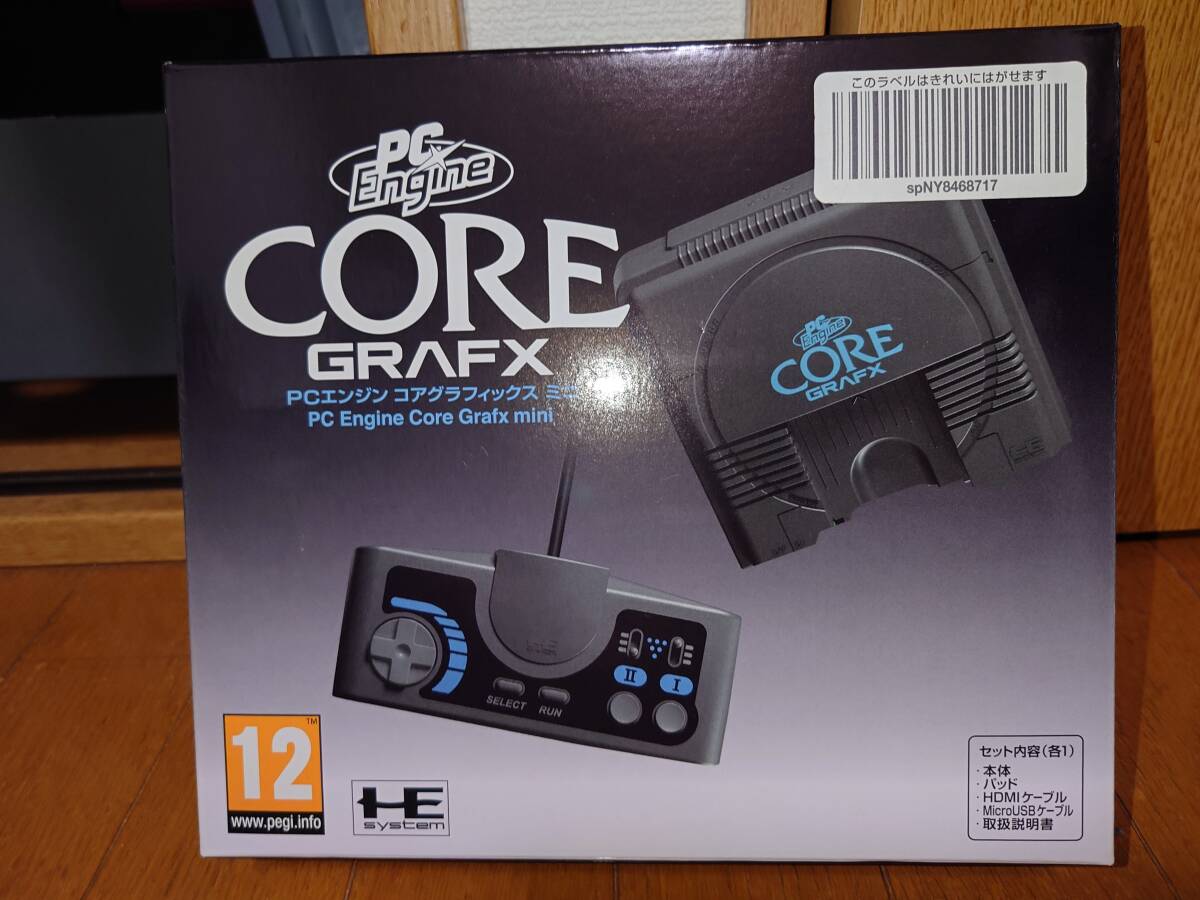 このラベルはきれいにはがせます
spNY8468717
PC
Engine
CORE
GRAFX
PCエンジン コアグラフィックス ミニ
PC Engine Core Grafx mini
PC
Engine
CORE
GRAFX
II
I
SELECT
RUN
12
TM
www.pegi.info
HE
system
セット内容(各1)
・本体
・パッド
・HDMIケーブル
・MicroUSBケーブル
・取扱説明書